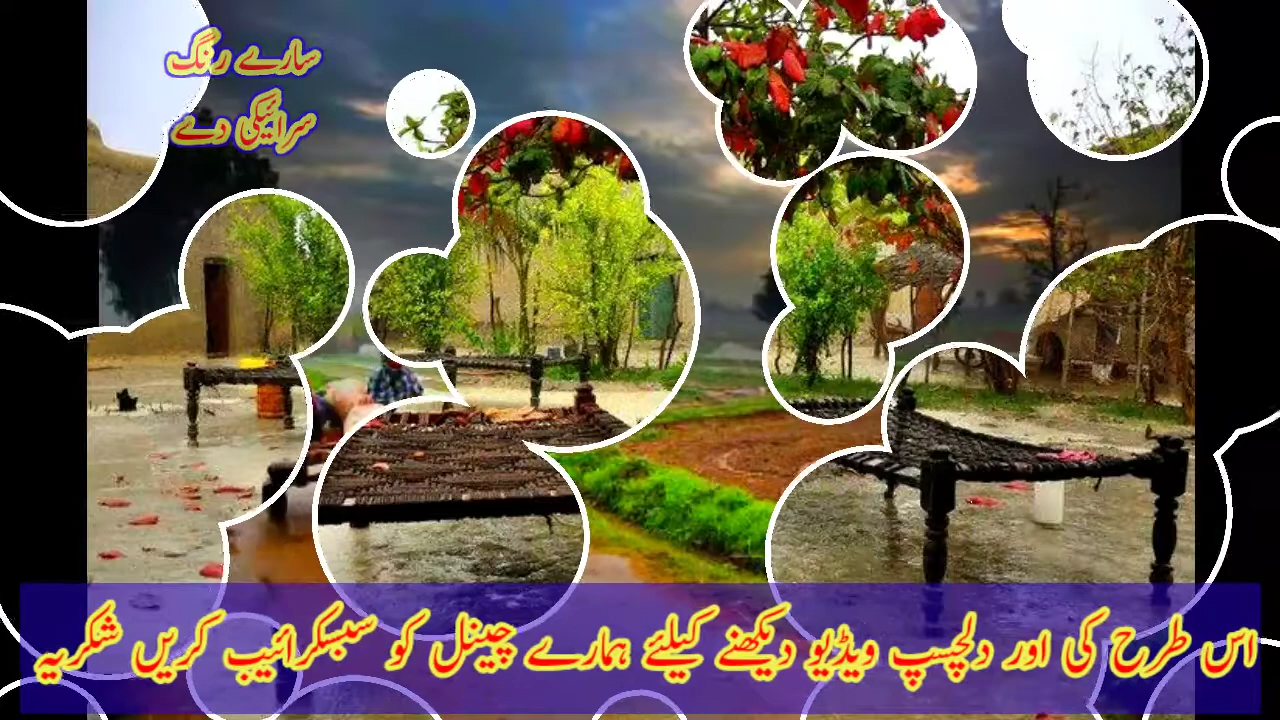 سارے رنگ
سرائیکی دے
اس طرح کی اور دلچسپ ویڈیو دیکھنے کیلئے ہمارے چینل کو سبسکرائیب کریں شکریہ